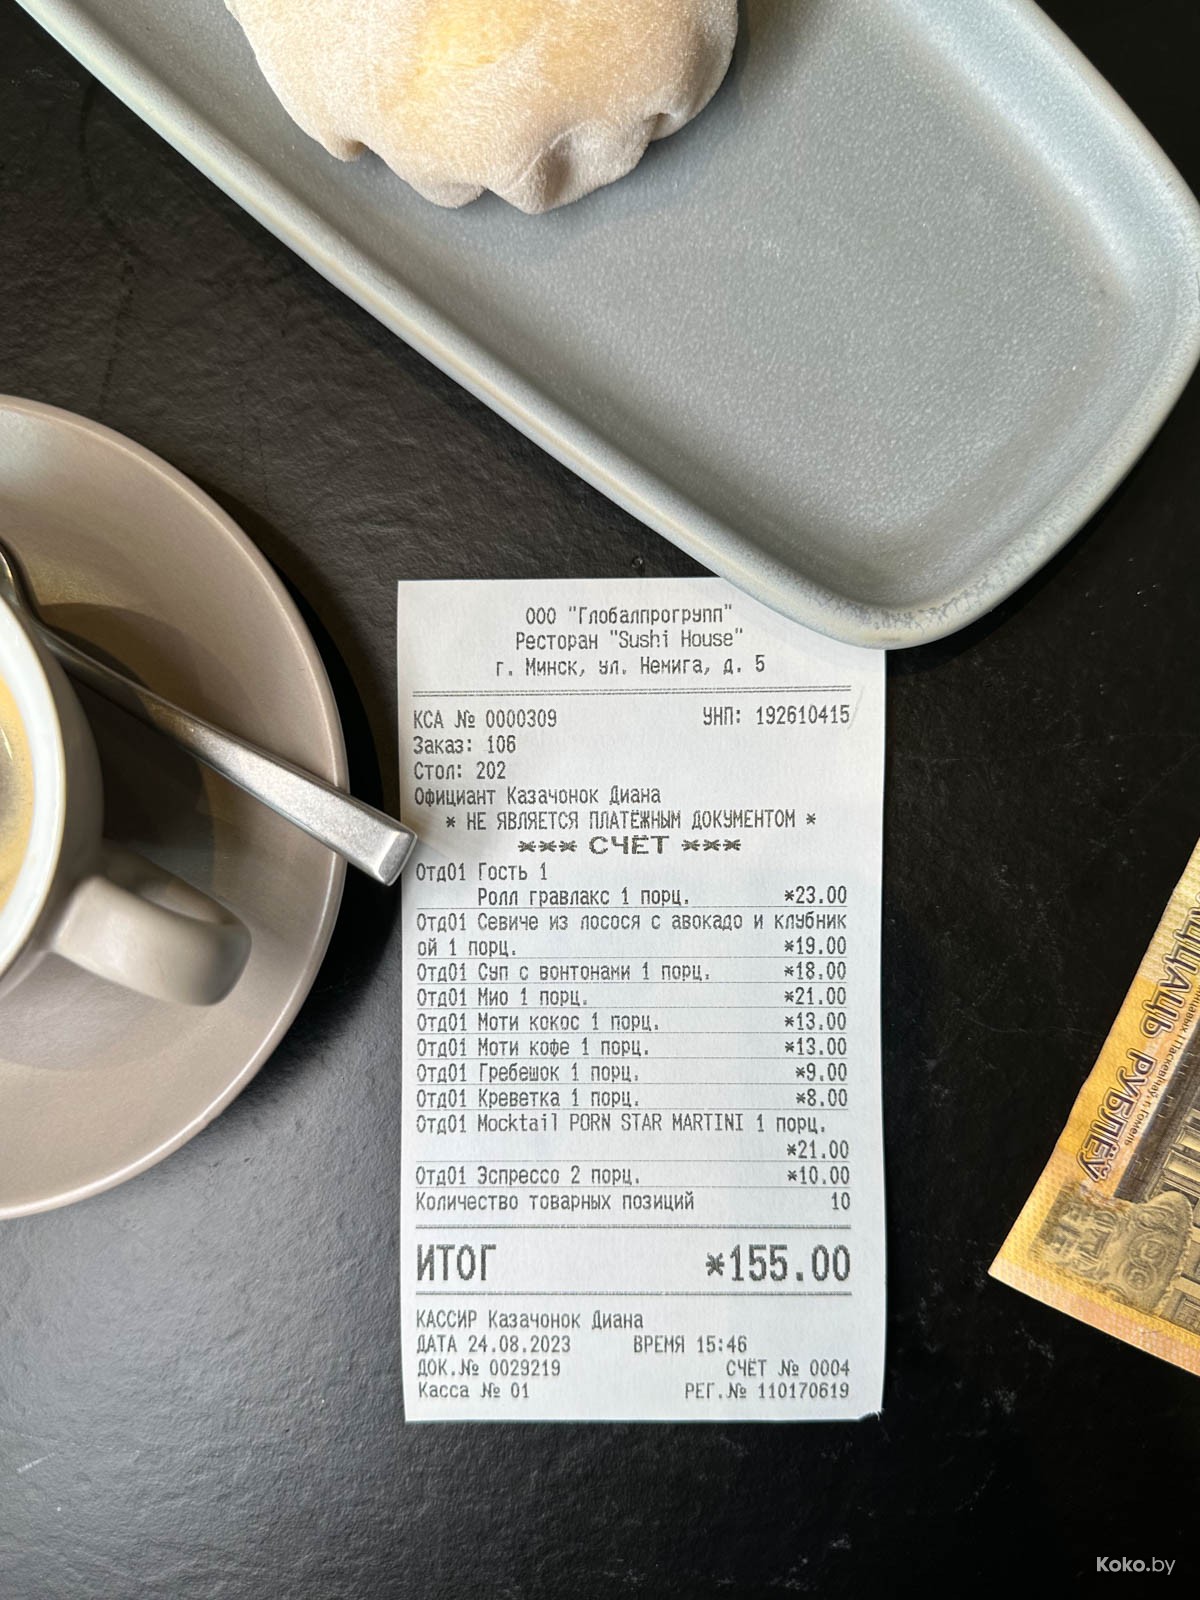 ООО "Глобалпрогрупп"
Ресторан "Sushi House"
г. Минск, ул. Немига, д. 5
КСА № 0000309 УНП: 192610415
Заказ: 106
Стол: 202
Официант Казачонок Диана
* НЕ ЯВЛЯЕТСЯ ПЛАТЁЖНЫМ ДОКУМЕНТОМ *
*** СЧЁТ ***
Отд01 Гость 1
Ролл гравлакс 1 порц. *23.00
Отд01 Севиче из лосося с авокадо и клубник
ой 1 порц. *19.00
Отд01 Суп с вонтонами 1 порц. *18.00
Отд01 Мио 1 порц. *21.00
Отд01 Моти кокос 1 порц. *13.00
Отд01 Моти кофе 1 порц. *13.00
Отд01 Гребешок 1 порц. *9.00
Отд01 Креветка 1 порц. *8.00
Отд01 Mocktail PORN STAR MARTINI 1 порц.
*21.00
Отд01 Эспрессо 2 порц. *10.00
Количество товарных позиций 10
ИТОГ *155.00
КАССИР Казачонок Диана
ДАТА 24.08.2023 ВРЕМЯ 15:46
ДОК.№ 0029219 СЧЁТ № 0004
Касса № 01 РЕГ.№ 110170619
РУБЛЁЎ
г. Гомель
Koko.by